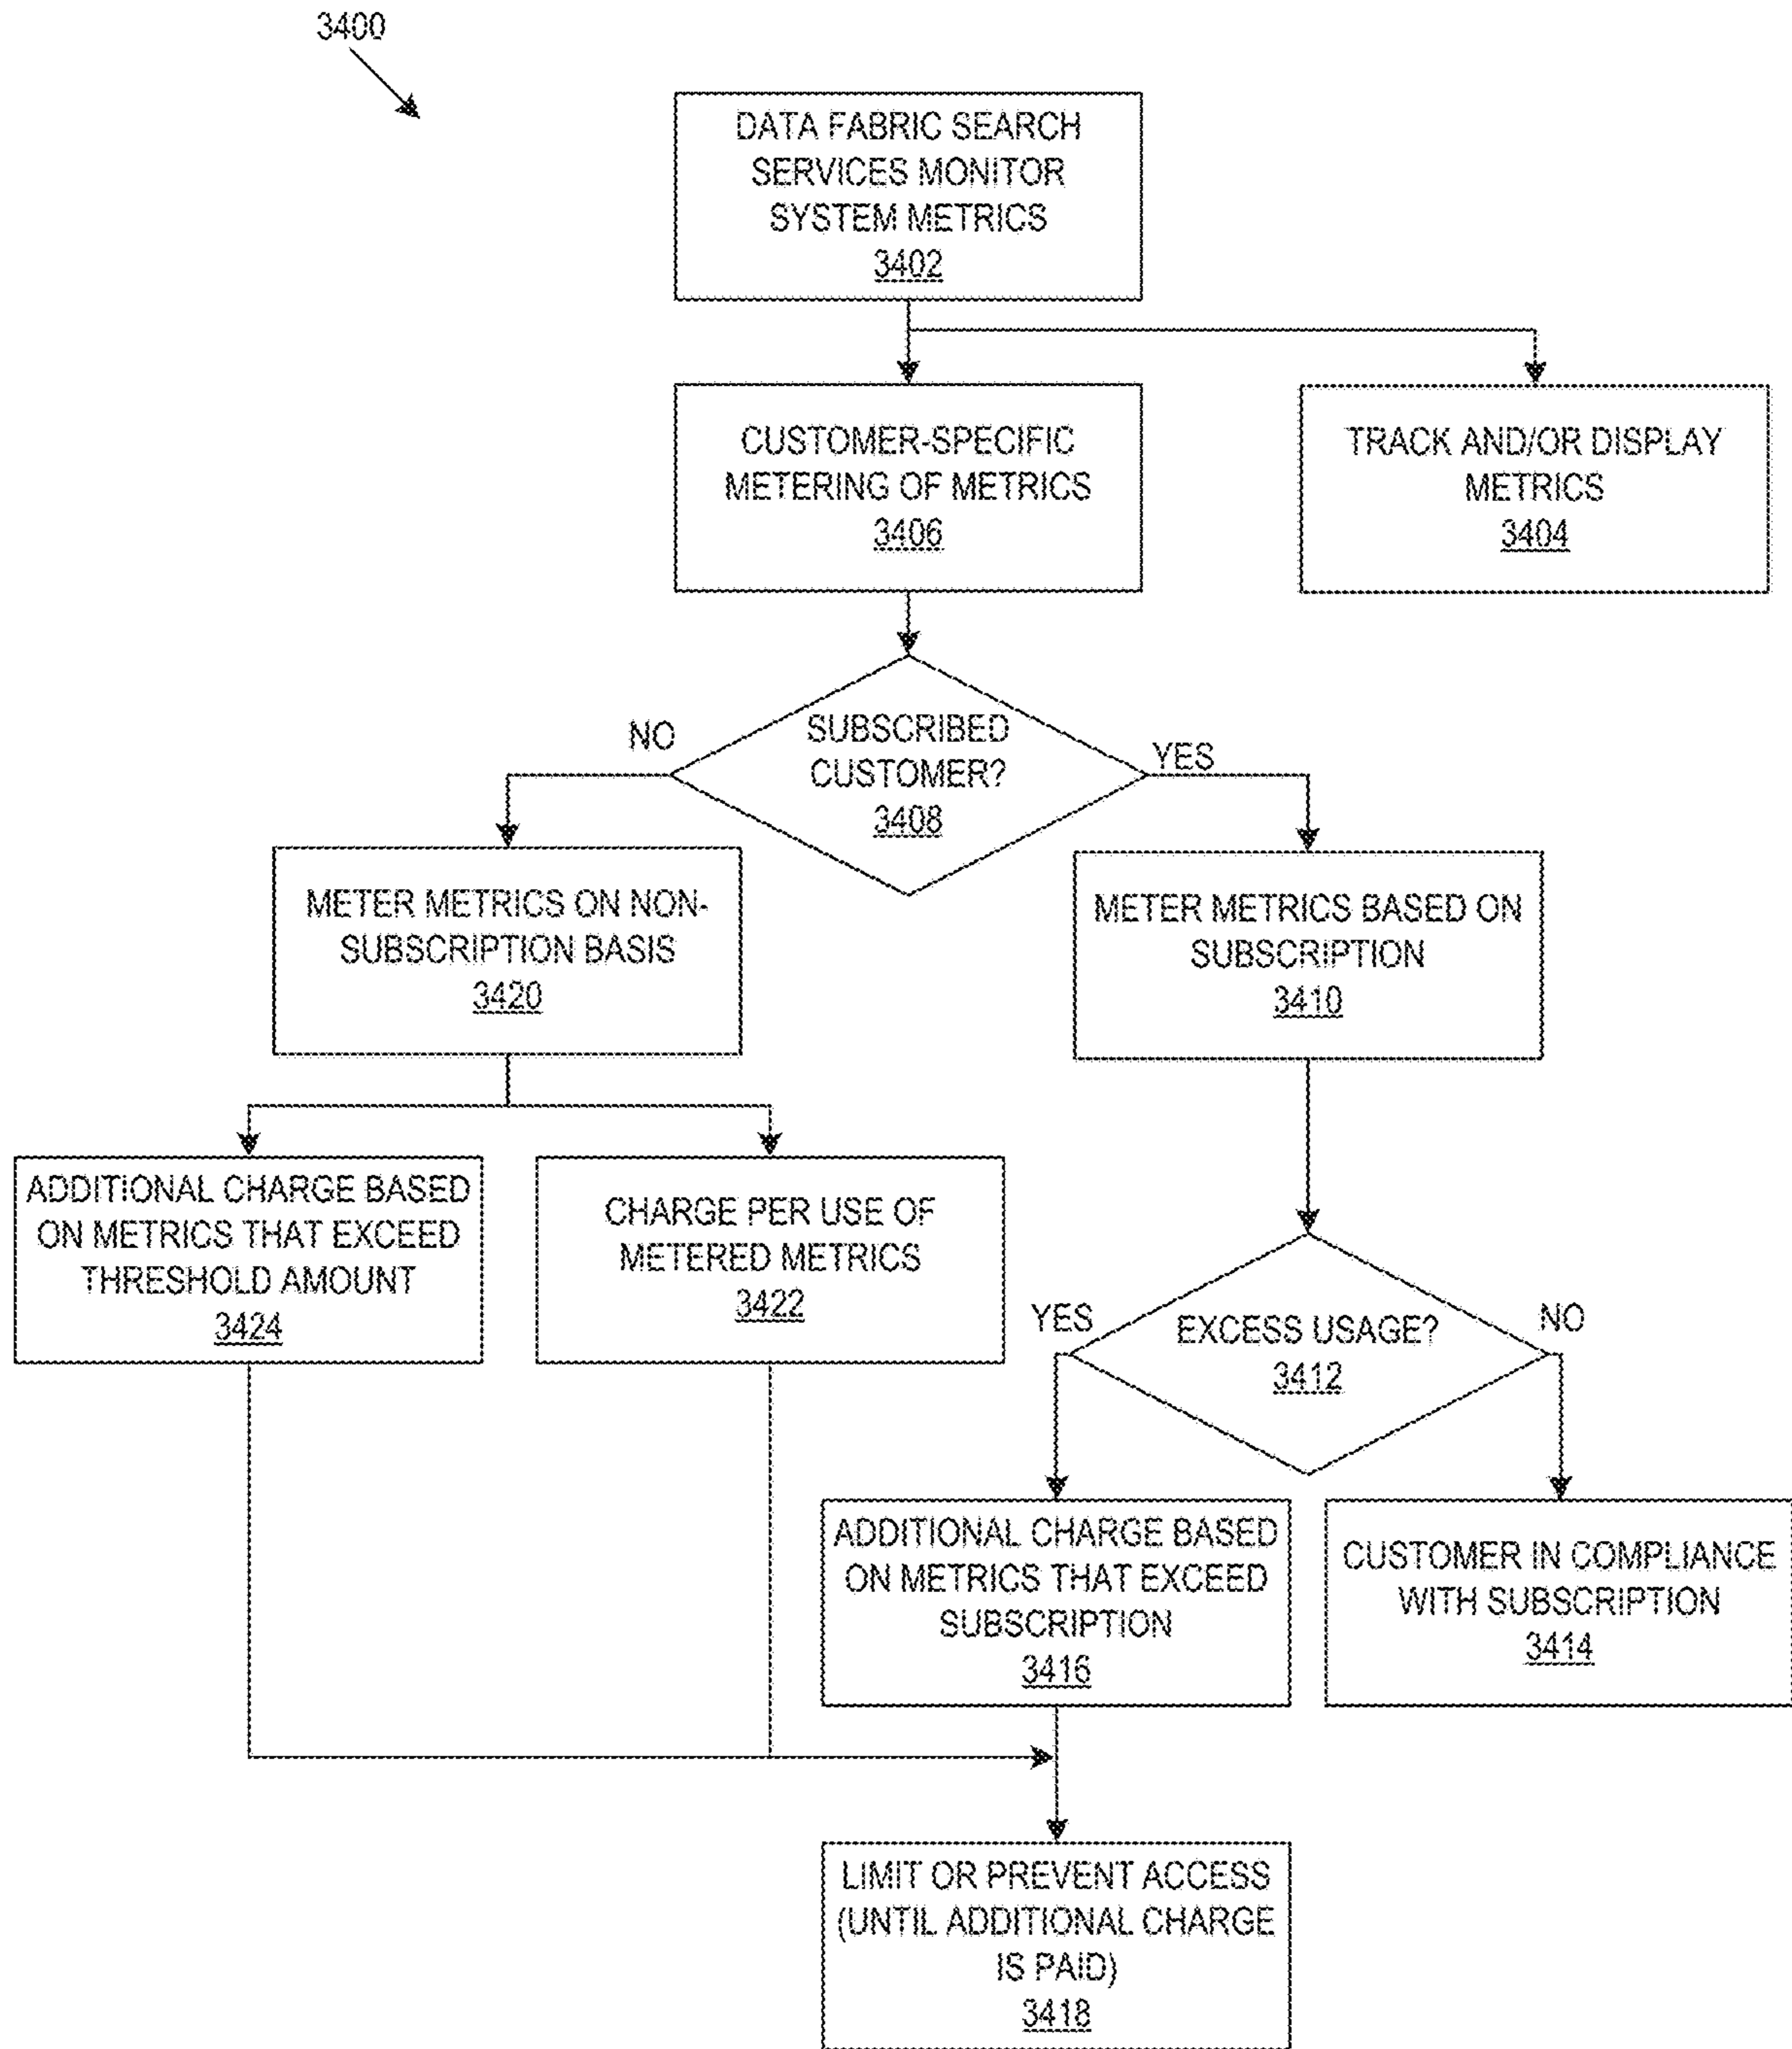 3400
DATA FABRIC SEARCH
SERVICES MONITOR
SYSTEM METRICS
3402
CUSTOMER-SPECIFIC
METERING OF METRICS
3406
TRACK AND/OR DISPLAY
METRICS
3404
SUBSCRIBED
CUSTOMER?
3408
NO
YES
METER METRICS ON NON-
SUBSCRIPTION BASIS
3420
METER METRICS BASED ON
SUBSCRIPTION
3410
ADDITIONAL CHARGE BASED
ON METRICS THAT EXCEED
THRESHOLD AMOUNT
3424
CHARGE PER USE OF
METERED METRICS
3422
YES
EXCESS USAGE?
3412
NO
ADDITIONAL CHARGE BASED
ON METRICS THAT EXCEED
SUBSCRIPTION
3416
CUSTOMER IN COMPLIANCE
WITH SUBSCRIPTION
3414
LIMIT OR PREVENT ACCESS
(UNTIL ADDITIONAL CHARGE
IS PAID)
3418